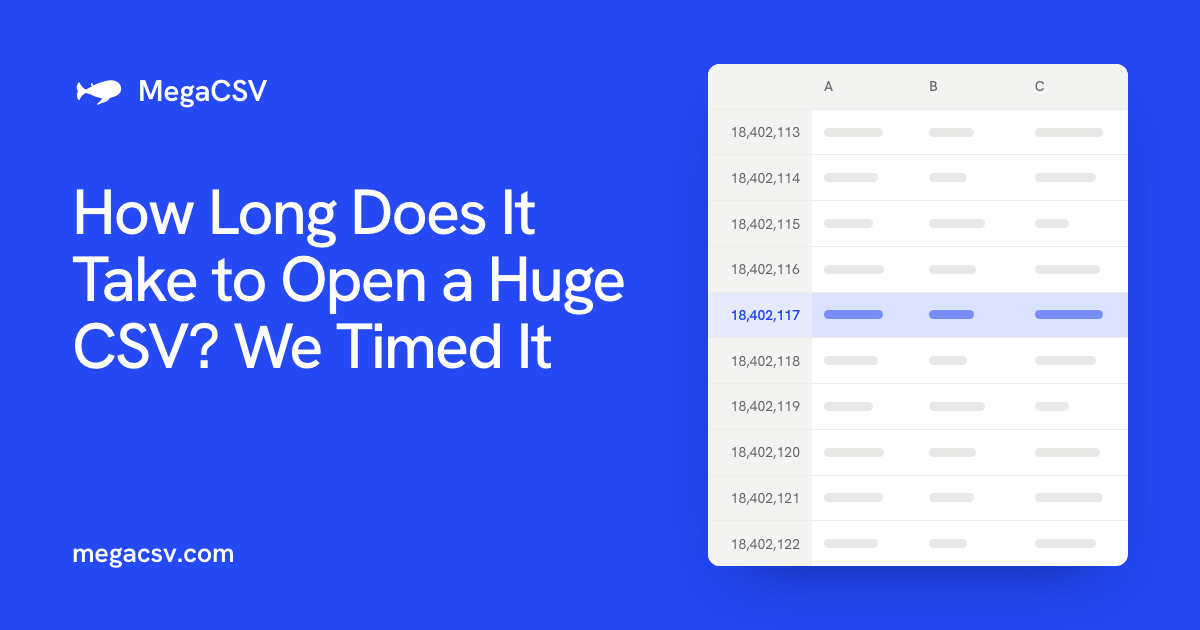 MegaCSV
How Long Does It
Take to Open a Huge
CSV? We Timed It
megacsv.com
A B C
18,402,113
18,402,114
18,402,115
18,402,116
18,402,117
18,402,118
18,402,119
18,402,120
18,402,121
18,402,122